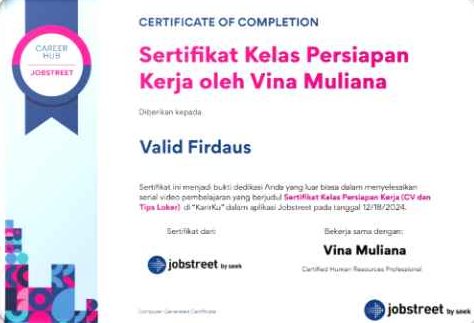 CAREER
HUB
JOBSTREET
CERTIFICATE OF COMPLETION
Sertifikat Kelas Persiapan
Kerja oleh Vina Muliana
Diberikan kepada
Valid Firdaus
Sertifikat ini menjadi bukti dedikasi Anda yang luar biasa dalam menyelesaikan
serial video pembelajaran yang berjudul Sertifikat Kelas Persiapan Kerja (CV dan
Tips Loker) di "KarirKu" dalam aplikasi Jobstreet pada tanggal 12/18/2024.
Sertifikat dari:
Bekerja sama dengan:
jobstreet by seek
Vina Muliana
Certified Human Resources Professional
Computer Generated Certificate
jobstreet by seek